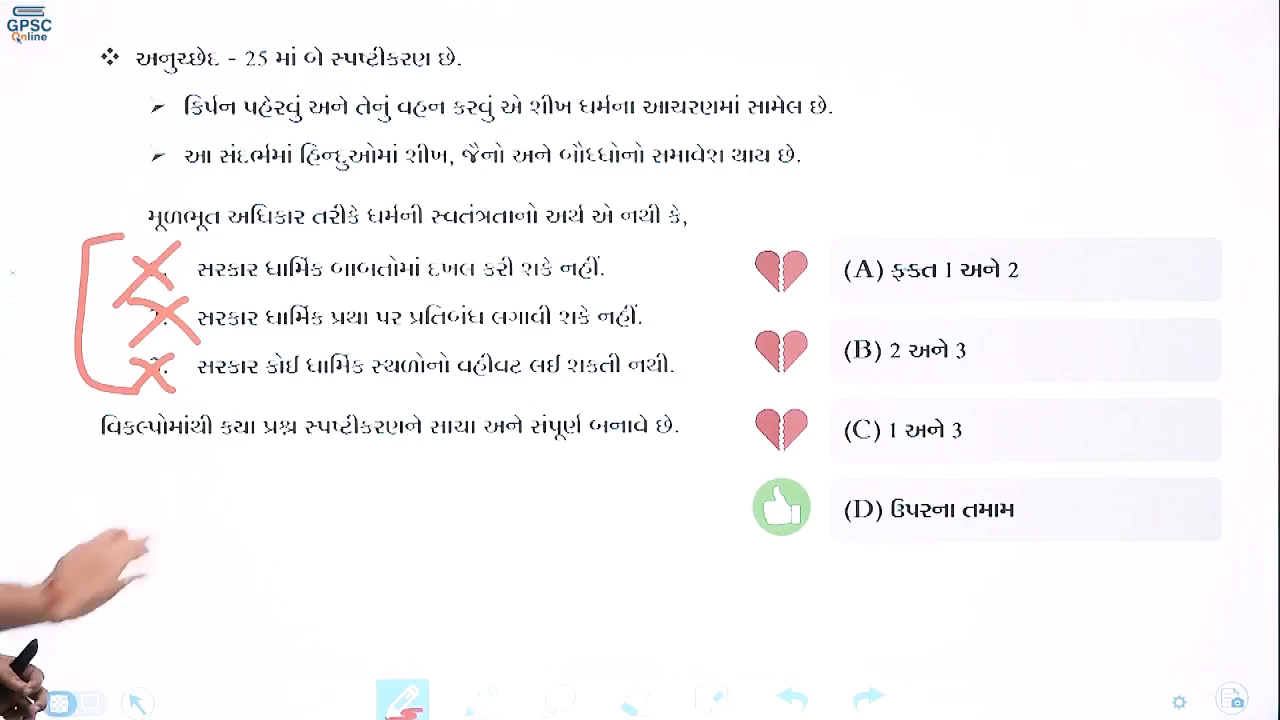 GPSC
Online
અનુચ્છેદ - 25 માં બે સ્પષ્ટીકરણ છે.
કિર્પન પહેરવું અને તેનું વહન કરવું એ શીખ ધર્મના આચરણમાં સામેલ છે.
આ સંદર્ભમાં હિન્દુઓમાં શીખ, જૈનો અને બૌધ્ધોનો સમાવેશ થાય છે.
મૂળભૂત અધિકાર તરીકે ધર્મની સ્વતંત્રતાનો અર્થ એ નથી કે,
સરકાર ધાર્મિક બાબતોમાં દખલ કરી શકે નહીં.
સરકાર ધાર્મિક પ્રથા પર પ્રતિબંધ લગાવી શકે નહીં.
સરકાર કોઈ ધાર્મિક સ્થળોનો વહીવટ લઈ શકતી નથી.
વિકલ્પોમાંથી કયા પ્રશ્ન સ્પષ્ટીકરણને સાચા અને સંપૂર્ણ બનાવે છે.
(A) ફક્ત 1 અને 2
(B) 2 અને 3
(C) 1 અને 3
(D) ઉપરના તમામ